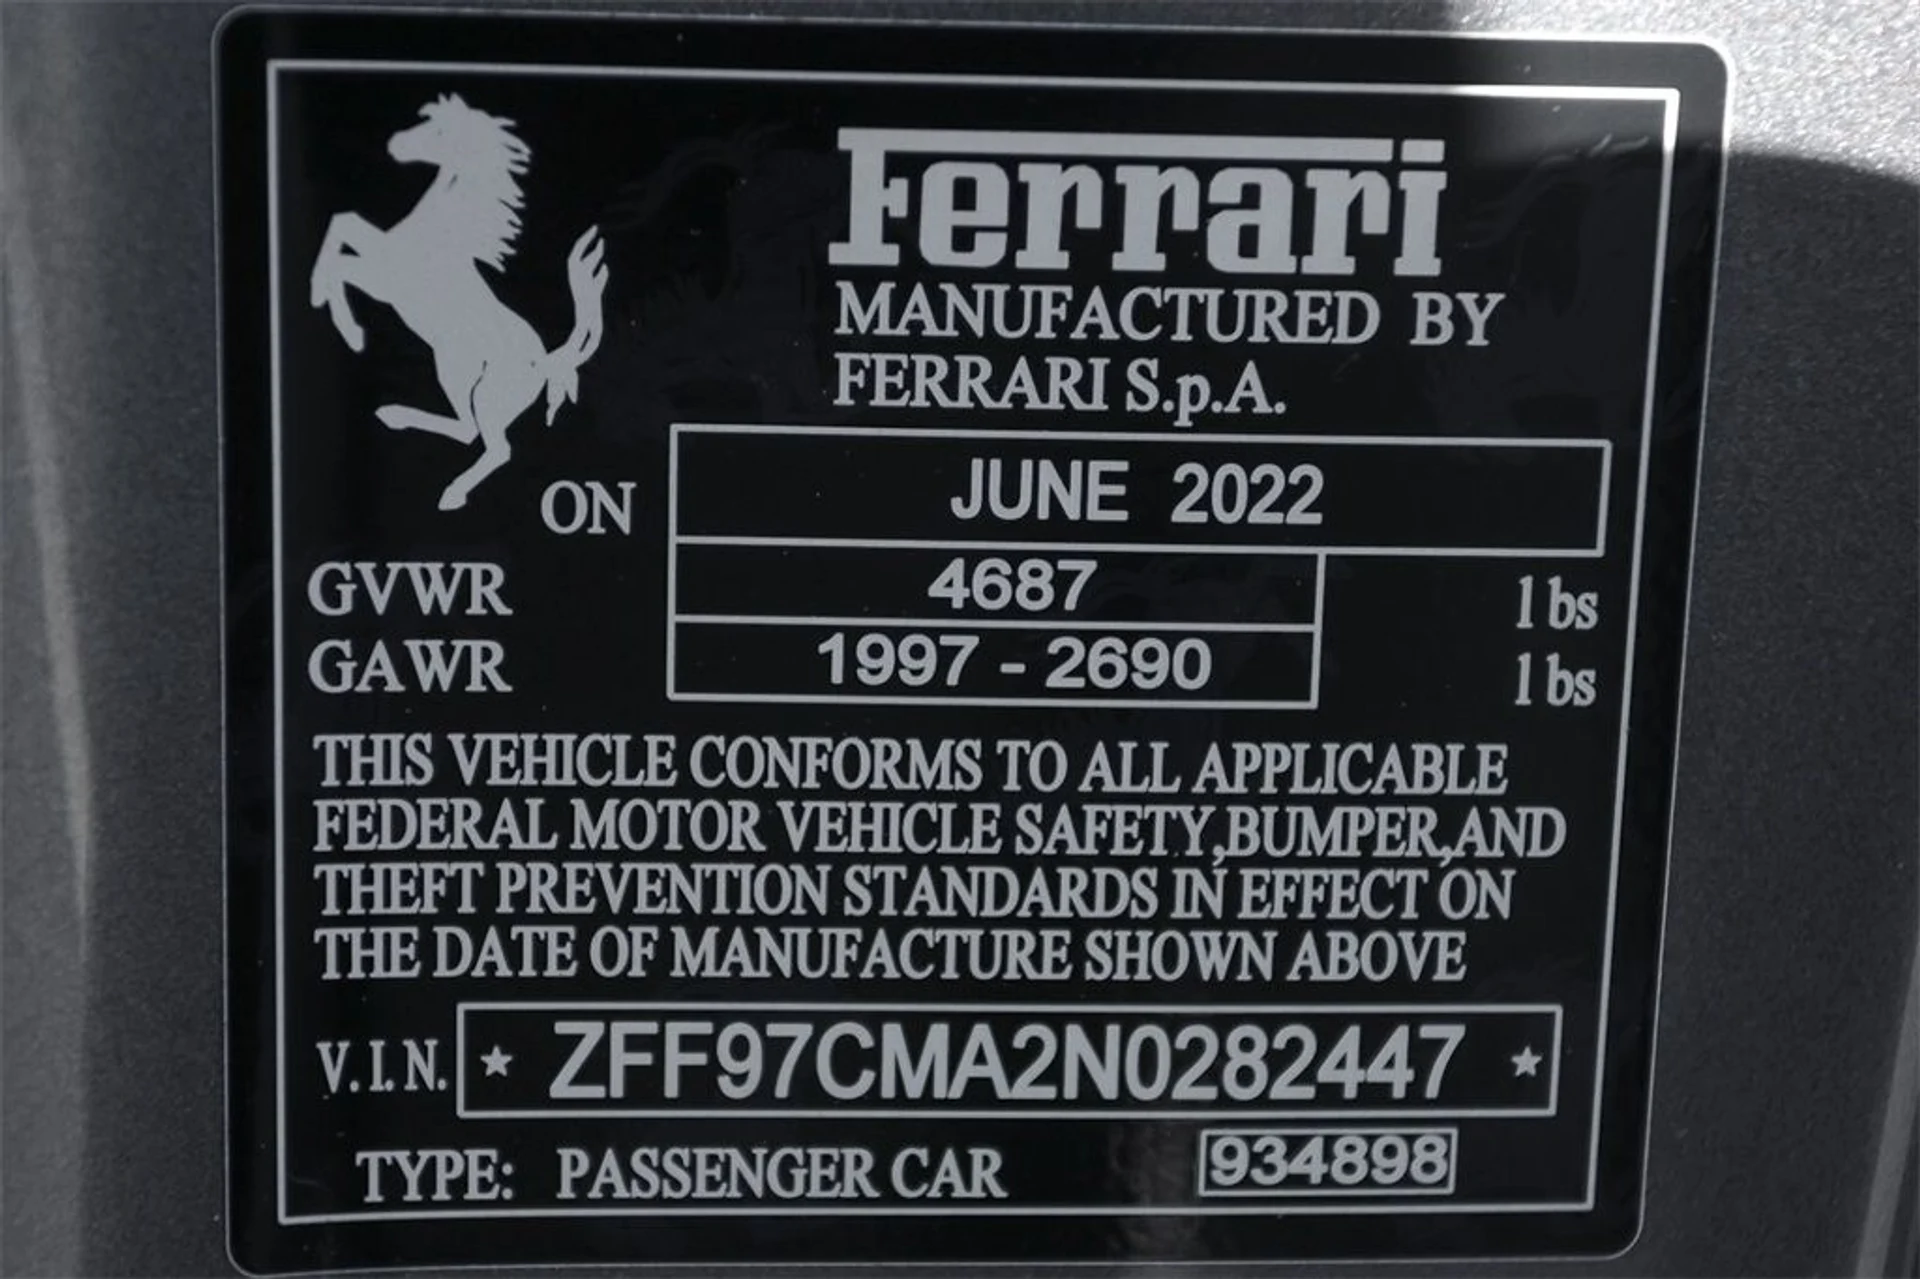 Ferrari
MANUFACTURED BY
FERRARI S.p.A.
ON JUNE 2022
GVWR 4687 lbs
GAWR 1997 - 2690 lbs
THIS VEHICLE CONFORMS TO ALL APPLICABLE
FEDERAL MOTOR VEHICLE SAFETY,BUMPER,AND
THEFT PREVENTION STANDARDS IN EFFECT ON
THE DATE OF MANUFACTURE SHOWN ABOVE
V.I.N. ★ ZFF97CMA2N0282447 ★
TYPE: PASSENGER CAR 934898